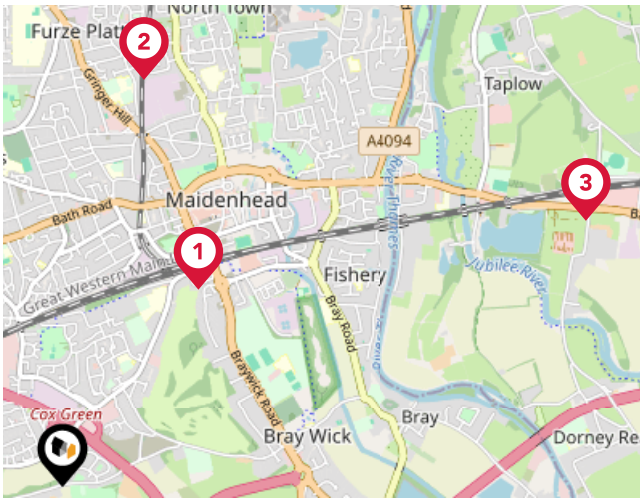 North Town
Furze Platt
2
Gringer Hill
Taplow
A4094
River Thames
3
Maidenhead
Bath Road
1
Great Western Main
Fishery
Jubilee River
Bray Road
Braywick Road
Cox Green
Bray
Bray Wick
Dorney Re